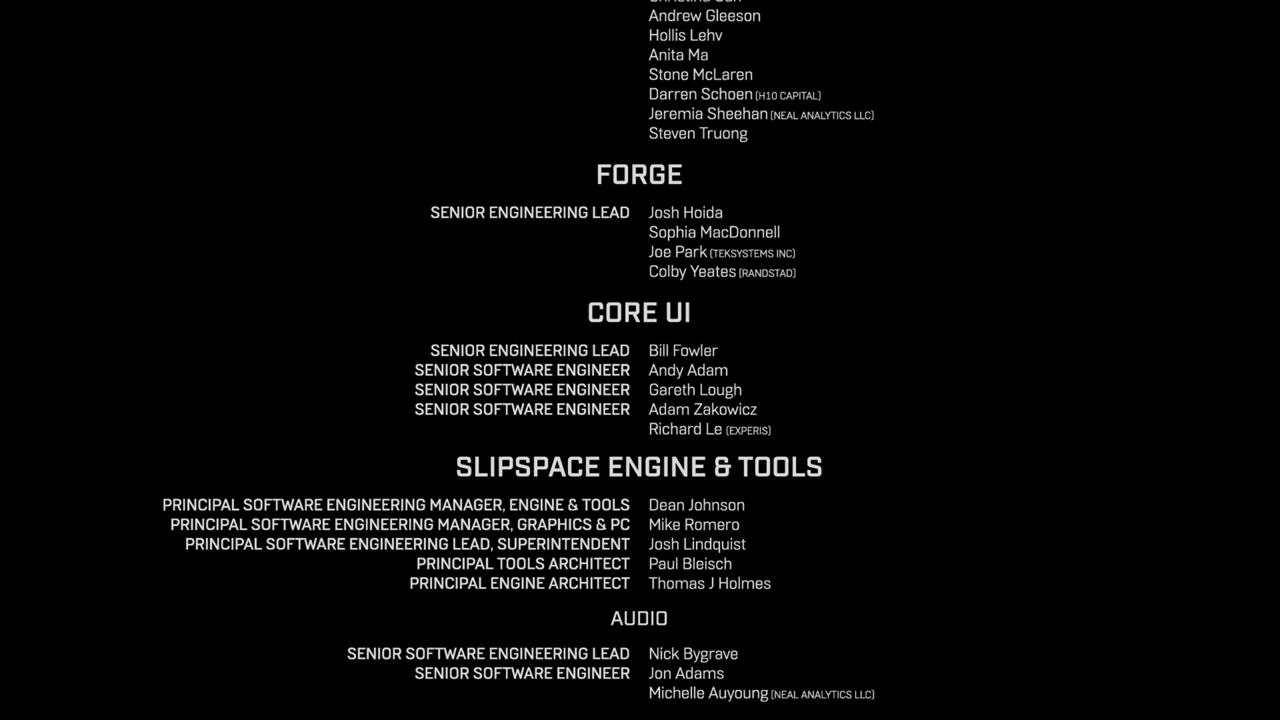 Andrew Gleeson
Hollis Lehv
Anita Ma
Stone McLaren
Darren Schoen (H10 CAPITAL)
Jeremia Sheehan (NEAL ANALYTICS LLC)
Steven Truong
FORGE
SENIOR ENGINEERING LEAD Josh Hoida
Sophia MacDonnell
Joe Park (TEKSYSTEMS INC)
Colby Yeates (RANDSTAD)
CORE UI
SENIOR ENGINEERING LEAD Bill Fowler
SENIOR SOFTWARE ENGINEER Andy Adam
SENIOR SOFTWARE ENGINEER Gareth Lough
SENIOR SOFTWARE ENGINEER Adam Zakowicz
Richard Le (EXPERIS)
SLIPSPACE ENGINE & TOOLS
PRINCIPAL SOFTWARE ENGINEERING MANAGER, ENGINE & TOOLS Dean Johnson
PRINCIPAL SOFTWARE ENGINEERING MANAGER, GRAPHICS & PC Mike Romero
PRINCIPAL SOFTWARE ENGINEERING LEAD, SUPERINTENDENT Josh Lindquist
PRINCIPAL TOOLS ARCHITECT Paul Bleisch
PRINCIPAL ENGINE ARCHITECT Thomas J Holmes
AUDIO
SENIOR SOFTWARE ENGINEERING LEAD Nick Bygrave
SENIOR SOFTWARE ENGINEER Jon Adams
Michelle Auyoung (NEAL ANALYTICS LLC)